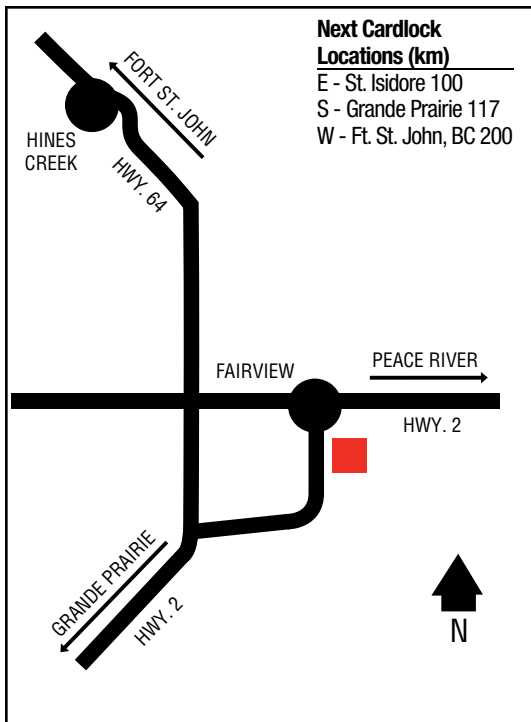 Next Cardlock
Locations (km)
E - St. Isidore 100
S - Grande Prairie 117
W - Ft. St. John, BC 200
FORT ST. JOHN
HINES
CREEK
HWY. 64
FAIRVIEW
PEACE RIVER
HWY. 2
GRANDE PRAIRIE
HWY. 2
N